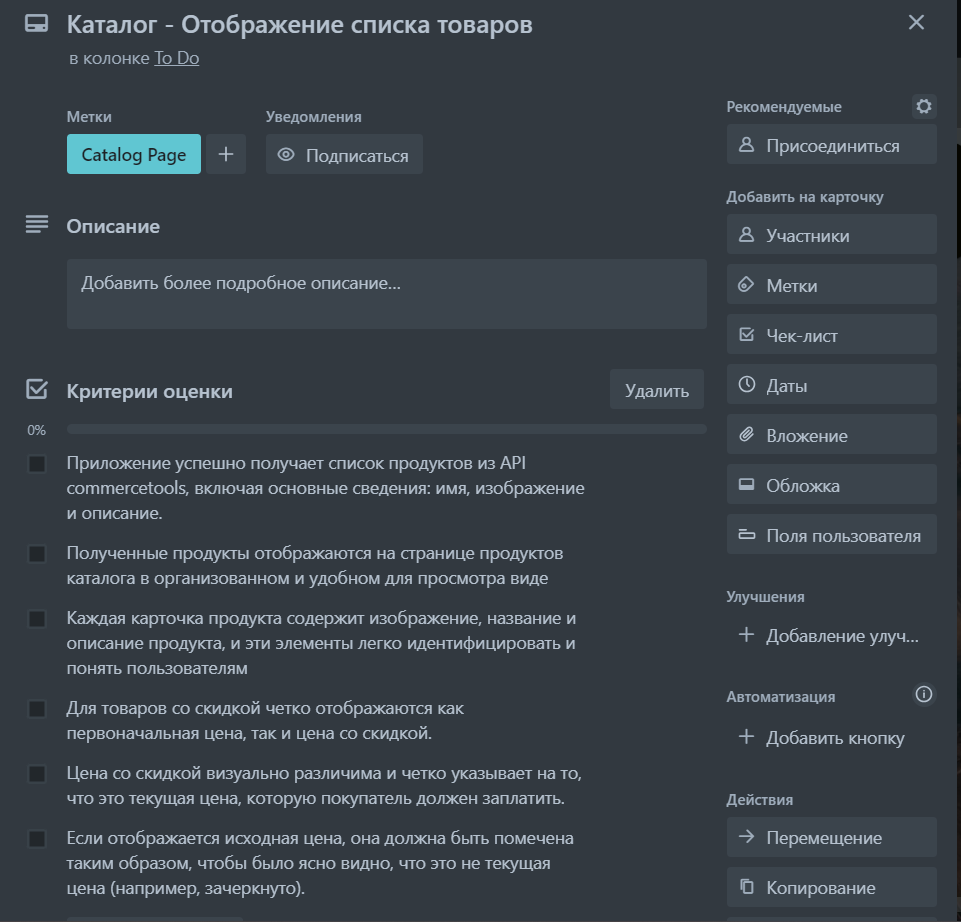 Каталог - Отображение списка товаров
в колонке To Do
Метки
Уведомления
Catalog Page
Подписаться
Описание
Добавить более подробное описание...
Критерии оценки
Удалить
0%
Приложение успешно получает список продуктов из API
commercetools, включая основные сведения: имя, изображение
и описание.
Полученные продукты отображаются на странице продуктов
каталога в организованном и удобном для просмотра виде
Каждая карточка продукта содержит изображение, название и
описание продукта, и эти элементы легко идентифицировать и
понять пользователям
Для товаров со скидкой четко отображаются как
первоначальная цена, так и цена со скидкой.
Цена со скидкой визуально различима и четко указывает на то,
что это текущая цена, которую покупатель должен заплатить.
Если отображается исходная цена, она должна быть помечена
таким образом, чтобы было ясно видно, что это не текущая
цена (например, зачеркнуто).
Рекомендуемые
Присоединиться
Добавить на карточку
Участники
Метки
Чек-лист
Даты
Вложение
Обложка
Поля пользователя
Улучшения
Добавление улуч...
Автоматизация
Добавить кнопку
Действия
Перемещение
Копирование